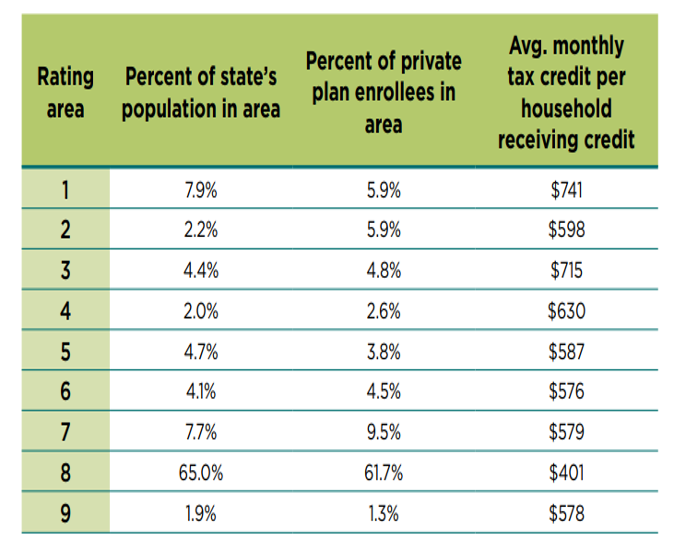 Rating area Percent of state's population in area Percent of private plan enrollees in area Avg. monthly tax credit per household receiving credit
1 7.9% 5.9% $741
2 2.2% 5.9% $598
3 4.4% 4.8% $715
4 2.0% 2.6% $630
5 4.7% 3.8% $587
6 4.1% 4.5% $576
7 7.7% 9.5% $579
8 65.0% 61.7% $401
9 1.9% 1.3% $578